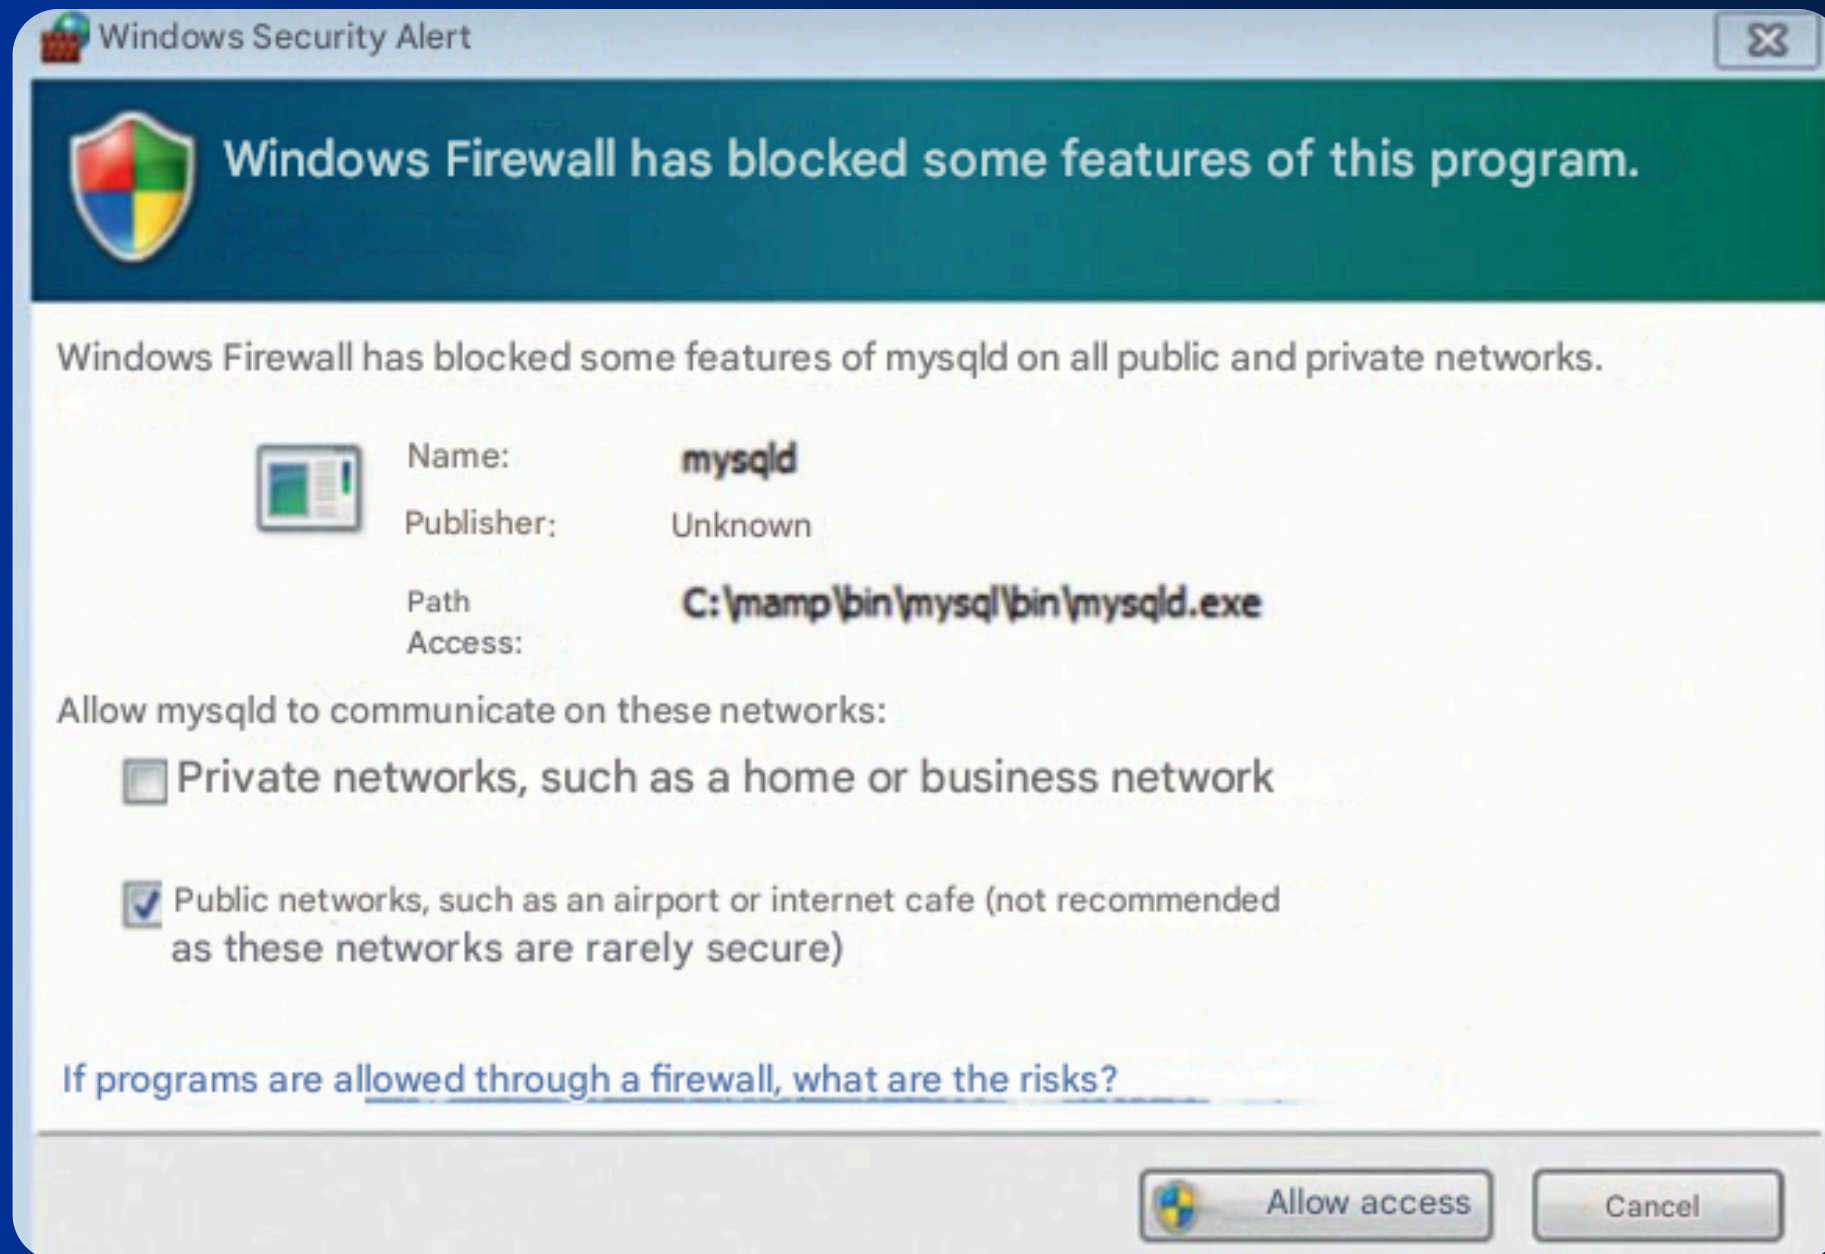 Windows Security Alert
Windows Firewall has blocked some features of this program.
Windows Firewall has blocked some features of mysqld on all public and private networks.
Name: mysqld
Publisher: Unknown
Path C:\mamp\bin\mysql\bin\mysqld.exe
Access:
Allow mysqld to communicate on these networks:
Private networks, such as a home or business network
Public networks, such as an airport or internet cafe (not recommended
as these networks are rarely secure)
If programs are allowed through a firewall, what are the risks?
Allow access Cancel